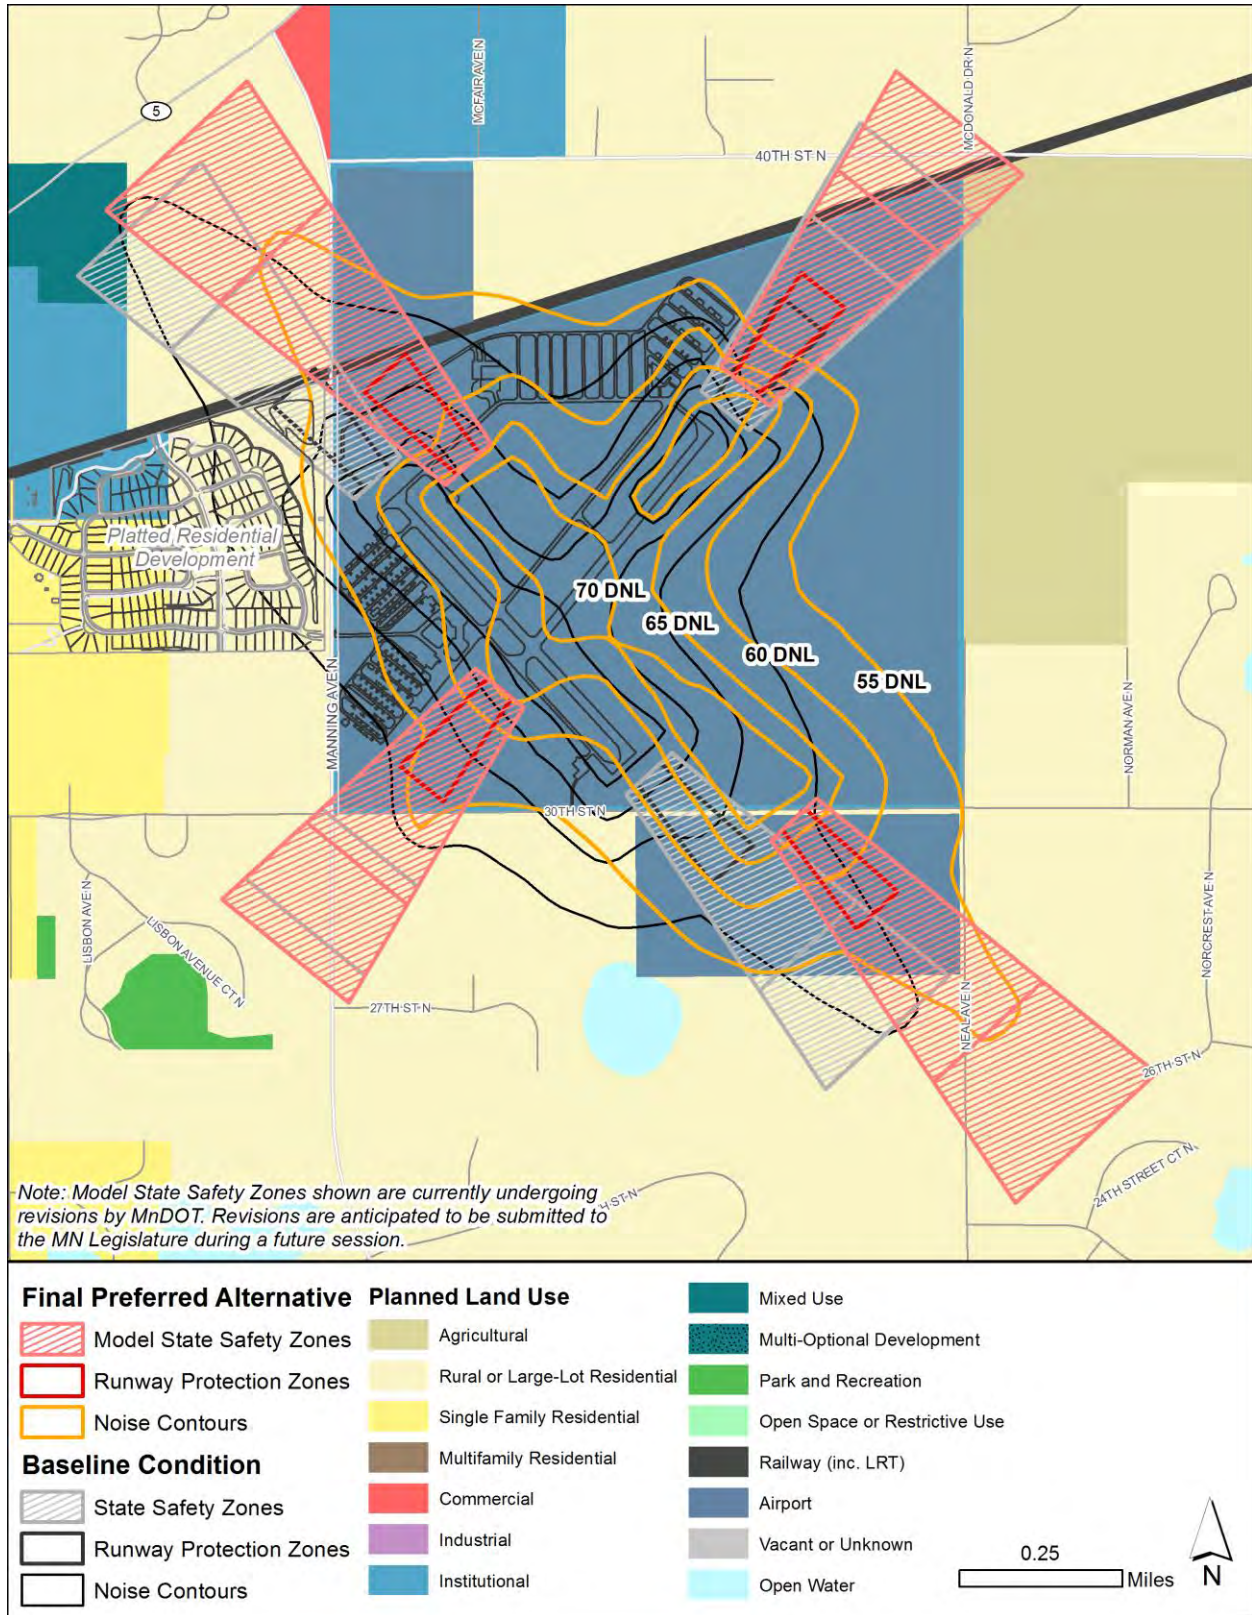 MCFAIR AVE N
MCDONALD DR N
5
40TH ST N
Platted Residential
Development
70 DNL
65 DNL
60 DNL
55 DNL
MANNING AVE N
NORMAN AVE N
30TH ST N
LISBON AVE N
LISBON AVENUE CT N
NORCREST AVE N
27TH ST N
NEAL AVE N
26TH ST N
24TH STREET CT N
TH ST N
Note: Model State Safety Zones shown are currently undergoing
revisions by MnDOT. Revisions are anticipated to be submitted to
the MN Legislature during a future session.
Final Preferred Alternative
Model State Safety Zones
Runway Protection Zones
Noise Contours
Baseline Condition
State Safety Zones
Runway Protection Zones
Noise Contours
Planned Land Use
Agricultural
Rural or Large-Lot Residential
Single Family Residential
Multifamily Residential
Commercial
Industrial
Institutional
Mixed Use
Multi-Optional Development
Park and Recreation
Open Space or Restrictive Use
Railway (inc. LRT)
Airport
Vacant or Unknown
Open Water
0.25
Miles
N